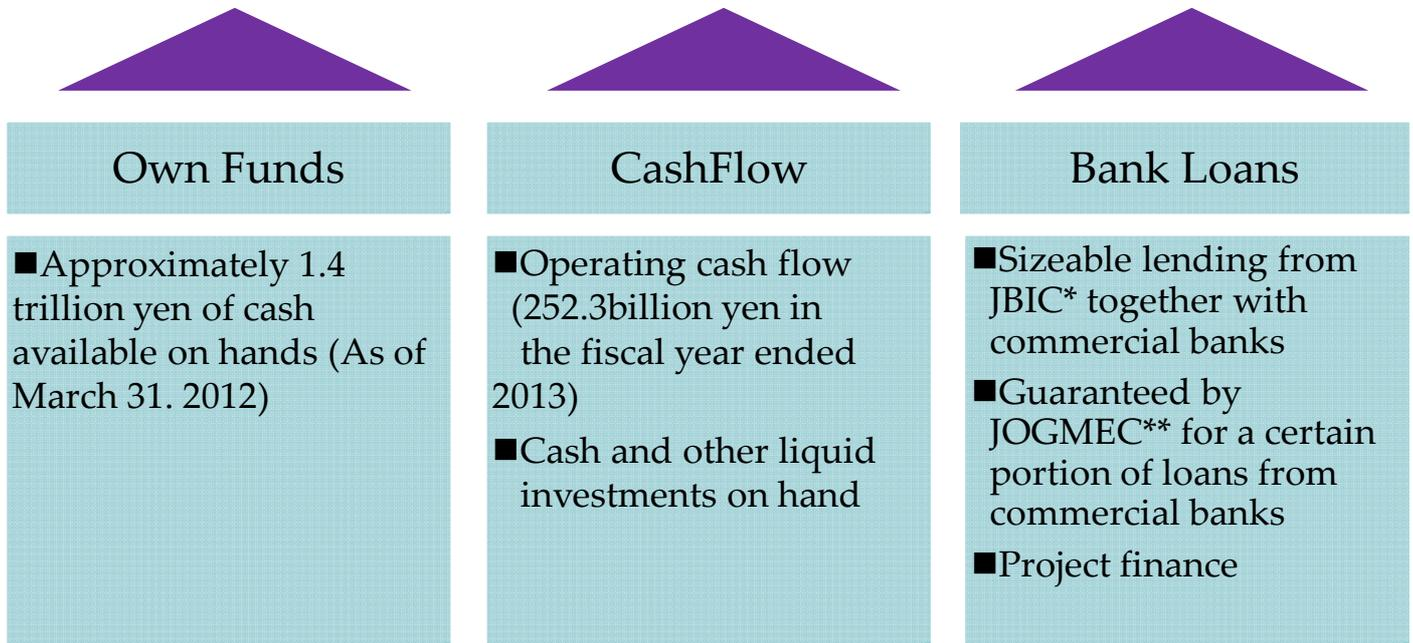 Own Funds
■Approximately 1.4
trillion yen of cash
available on hands (As of
March 31. 2012)
CashFlow
■Operating cash flow
(252.3billion yen in
the fiscal year ended
2013)
■Cash and other liquid
investments on hand
Bank Loans
■Sizeable lending from
JBIC* together with
commercial banks
■Guaranteed by
JOGMEC** for a certain
portion of loans from
commercial banks
■Project finance